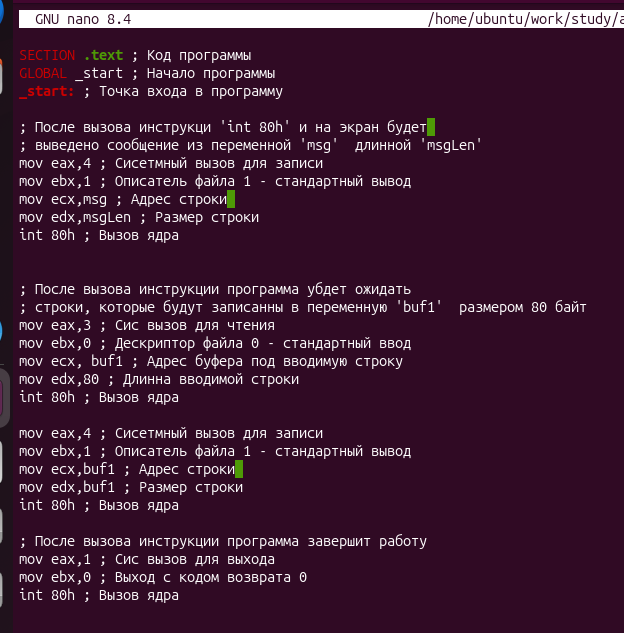 GNU nano 8.4 /home/ubuntu/work/study/a
SECTION .text ; Код программы
GLOBAL _start ; Начало программы
_start: ; Точка входа в программу
; После вызова инструкци 'int 80h' и на экран будет
; выведено сообщение из переменной 'msg'  длинной 'msgLen'
mov eax,4 ; Сисетмный вызов для записи
mov ebx,1 ; Описатель файла 1 - стандартный вывод
mov ecx,msg ; Адрес строки
mov edx,msgLen ; Размер строки
int 80h ; Вызов ядра
; После вызова инструкции программа убдет ожидать
; строки, которые будут записанны в переменную 'buf1'  размером 80 байт
mov eax,3 ; Сис вызов для чтения
mov ebx,0 ; Дескриптор файла 0 - стандартный ввод
mov ecx, buf1 ; Адрес буфера под вводимую строку
mov edx,80 ; Длинна вводимой строки
int 80h ; Вызов ядра
mov eax,4 ; Сисетмный вызов для записи
mov ebx,1 ; Описатель файла 1 - стандартный вывод
mov ecx,buf1 ; Адрес строки
mov edx,buf1 ; Размер строки
int 80h ; Вызов ядра
; После вызова инструкции программа завершит работу
mov eax,1 ; Сис вызов для выхода
mov ebx,0 ; Выход с кодом возврата 0
int 80h ; Вызов ядра